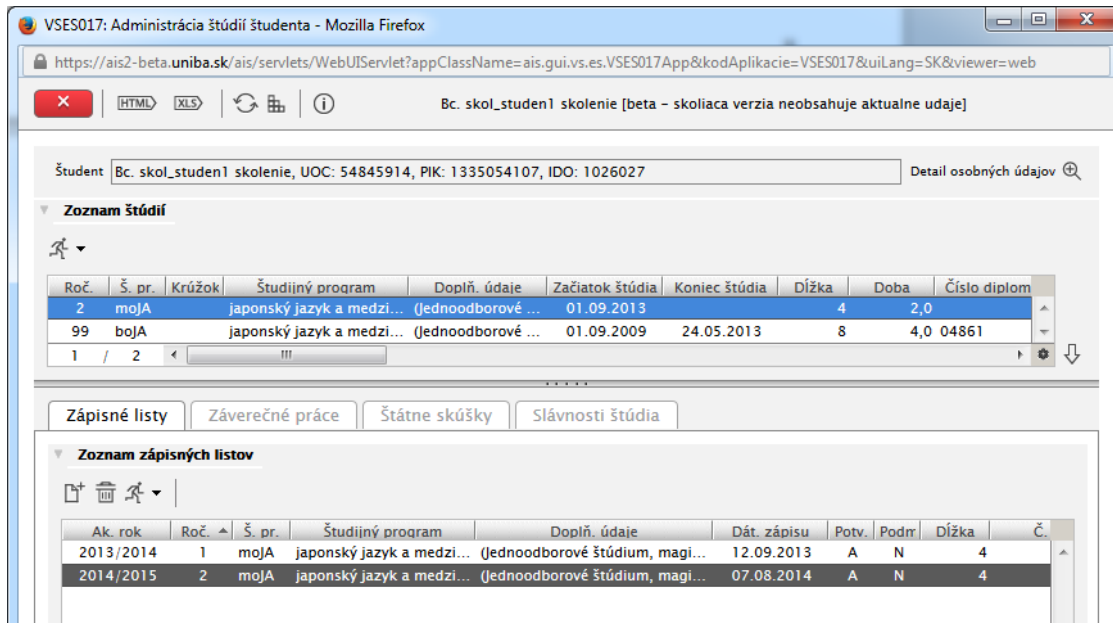 VSES017: Administrácia štúdií študenta - Mozilla Firefox
https://ais2-beta.uniba.sk/ais/servlets/WebUIServlet?appClassName=ais.gui.vs.es.VSES017App&kodAplikacie=VSES017&uiLang=SK&viewer=web
HTML XLS Bc. skol_studen1 skolenie [beta - skoliaca verzia neobsahuje aktualne udaje]
Študent Bc. skol_studen1 skolenie, UOC: 54845914, PIK: 1335054107, IDO: 1026027 Detail osobných údajov
Zoznam štúdií
Roč. Š. pr. Krúžok Študijný program Doplň. údaje Začiatok štúdia Koniec štúdia Dĺžka Doba Číslo diplom
2 moJA japonský jazyk a medzi... (Jednoodborové ... 01.09.2013 4 2,0
99 boJA japonský jazyk a medzi... (Jednoodborové ... 01.09.2009 24.05.2013 8 4,0 04861
1 / 2
Zápisné listy Záverečné práce Štátne skúšky Slávnosti štúdia
Zoznam zápisných listov
Ak. rok Roč. Š. pr. Študijný program Doplň. údaje Dát. zápisu Potv. Podm Dĺžka Č.
2013/2014 1 moJA japonský jazyk a medzi... (Jednoodborové štúdium, magi... 12.09.2013 A N 4
2014/2015 2 moJA japonský jazyk a medzi... (Jednoodborové štúdium, magi... 07.08.2014 A N 4